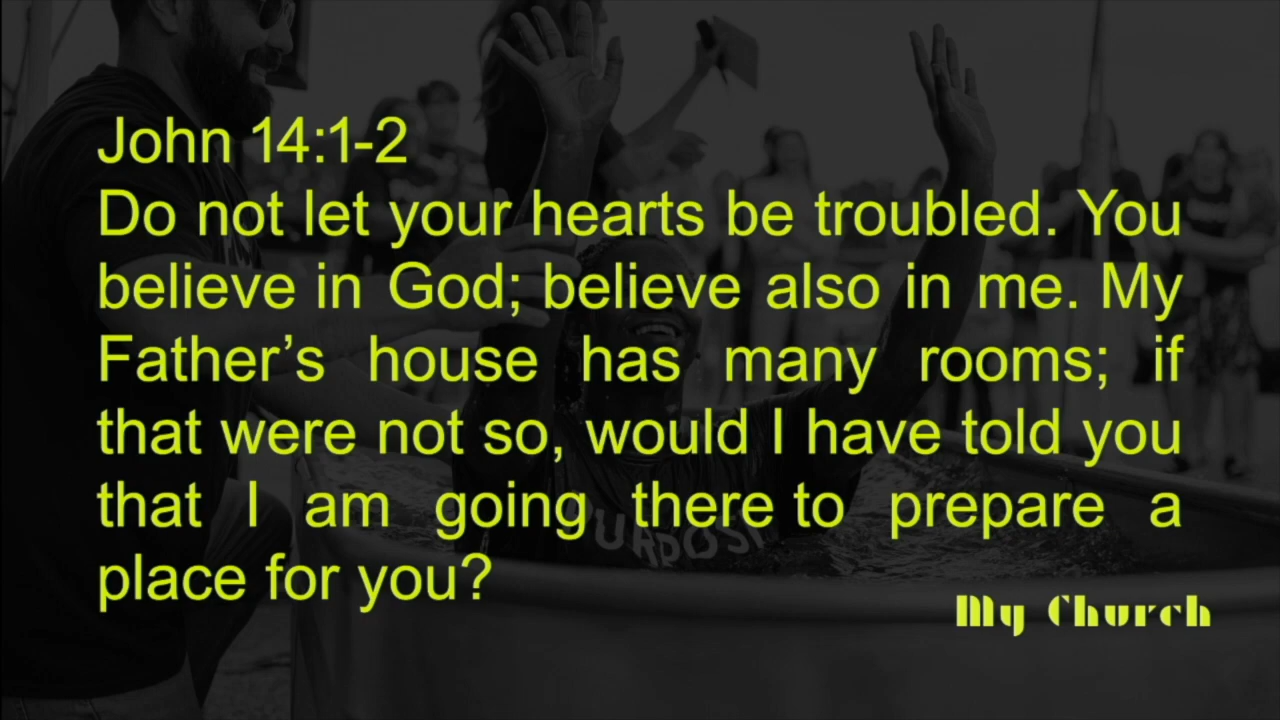 John 14:1-2
Do not let your hearts be troubled. You
believe in God; believe also in me. My
Father’s house has many rooms; if
that were not so, would I have told you
that I am going there to prepare a
place for you?
My Church